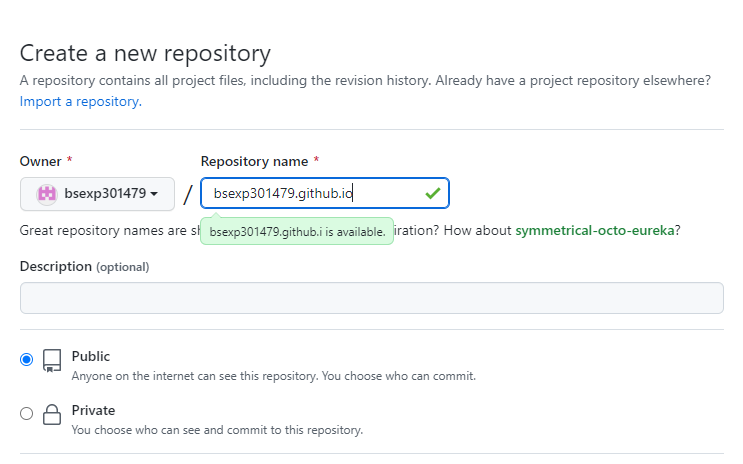 Create a new repository
A repository contains all project files, including the revision history. Already have a project repository elsewhere?
Import a repository.
Owner * Repository name *
bsexp301479 / bsexp301479.github.io
Great repository names are sh iration? How about symmetrical-octo-eureka?
bsexp301479.github.i is available.
Description (optional)
Public
Anyone on the internet can see this repository. You choose who can commit.
Private
You choose who can see and commit to this repository.